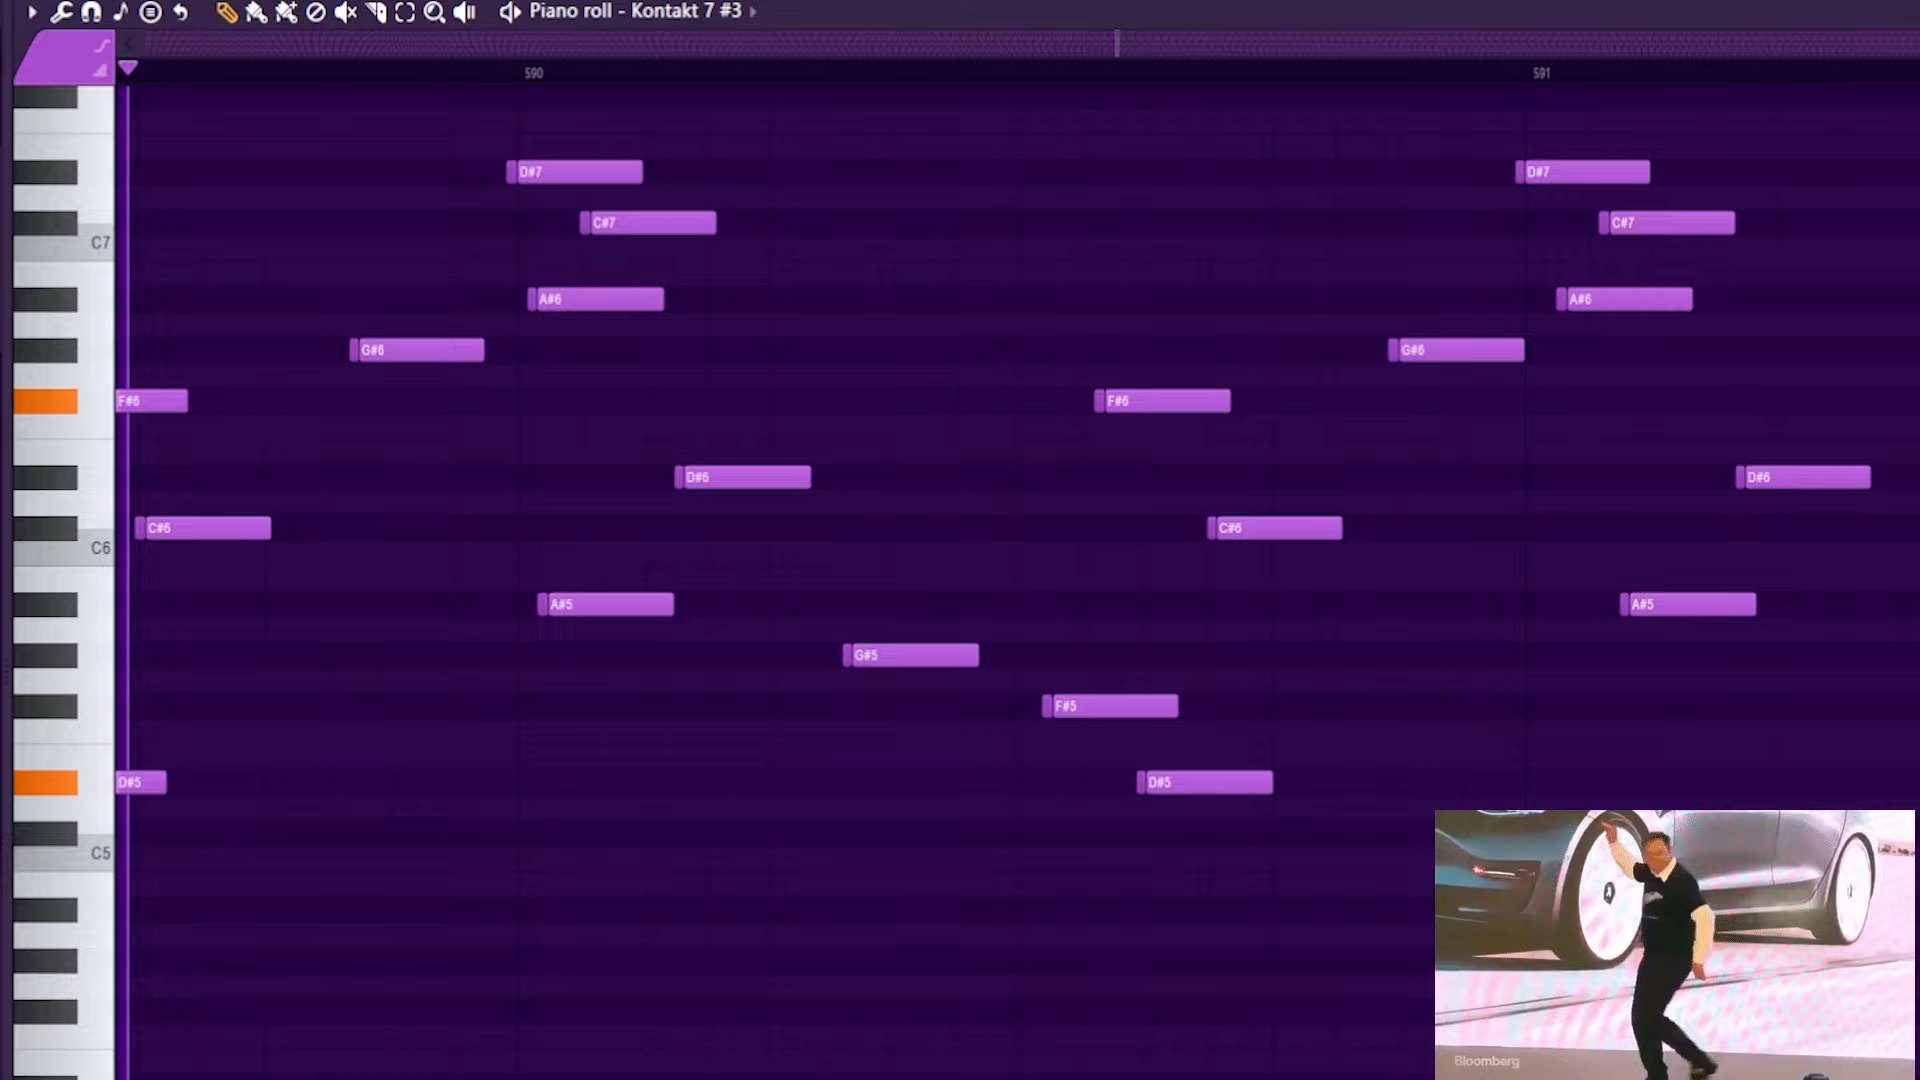 Piano roll - Kontakt 7 #3
590 591
D#7 D#7
C#7 C#7
C7
A#6 A#6
G#6 G#6
F#6 F#6
D#6 D#6
C#6 C#6
C6
A#5 A#5
G#5
F#5
D#5 D#5
C5
Bloomberg